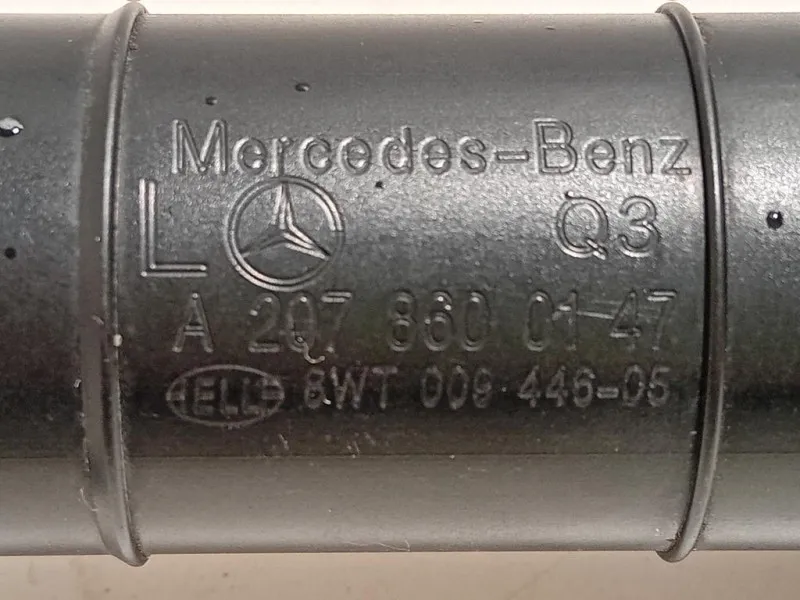 Mercedes-Benz
L Q3
A 207 860 01 47
HELLA 8WT 009 446-05